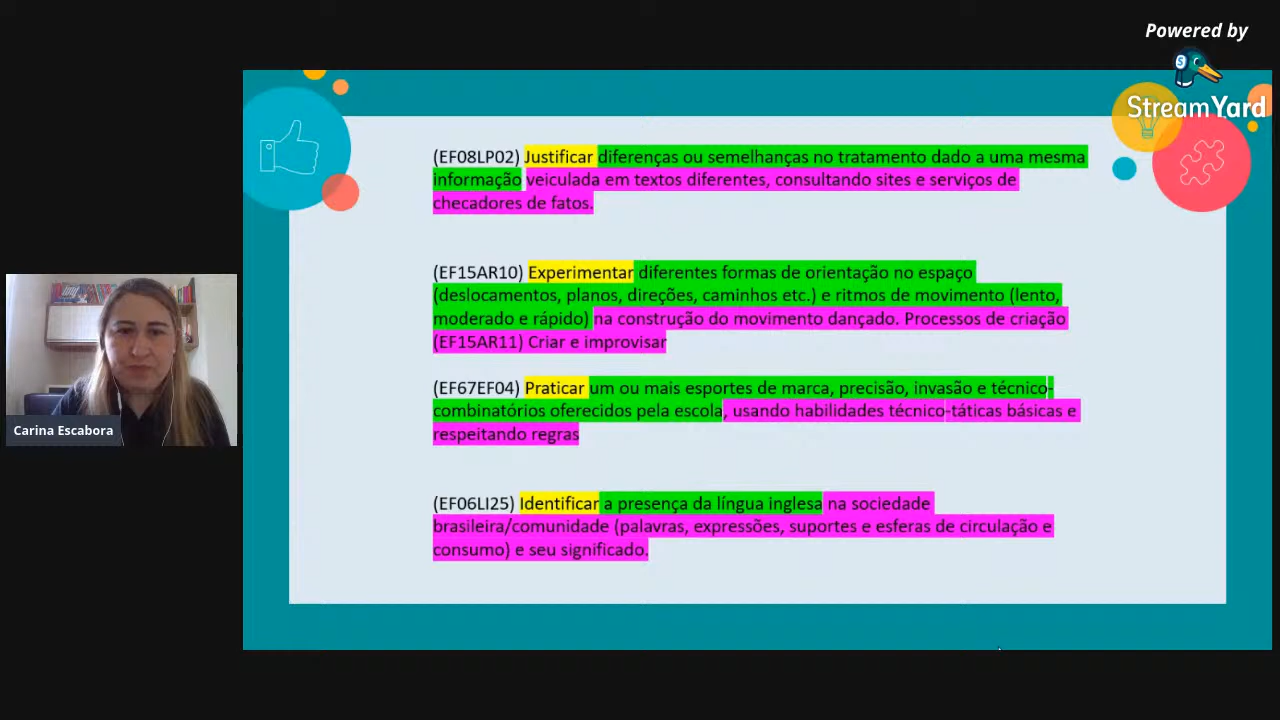 Powered by
StreamYard
(EF08LP02) Justificar diferenças ou semelhanças no tratamento dado a uma mesma
informação veiculada em textos diferentes, consultando sites e serviços de
checadores de fatos.
(EF15AR10) Experimentar diferentes formas de orientação no espaço
(deslocamentos, planos, direções, caminhos etc.) e ritmos de movimento (lento,
moderado e rápido) na construção do movimento dançado. Processos de criação
(EF15AR11) Criar e improvisar
(EF67EF04) Praticar um ou mais esportes de marca, precisão, invasão e técnico-
combinatórios oferecidos pela escola, usando habilidades técnico-táticas básicas e
respeitando regras
(EF06LI25) Identificar a presença da língua inglesa na sociedade
brasileira/comunidade (palavras, expressões, suportes e esferas de circulação e
consumo) e seu significado.
Carina Escabora